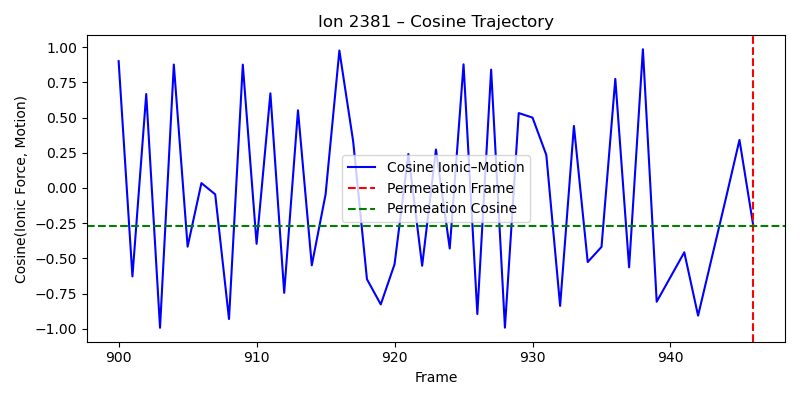 Ion 2381 – Cosine Trajectory
Cosine(Ionic Force, Motion)
1.00
0.75
0.50
0.25
0.00
−0.25
−0.50
−0.75
−1.00
Cosine Ionic–Motion
Permeation Frame
Permeation Cosine
900
910
920
930
940
Frame